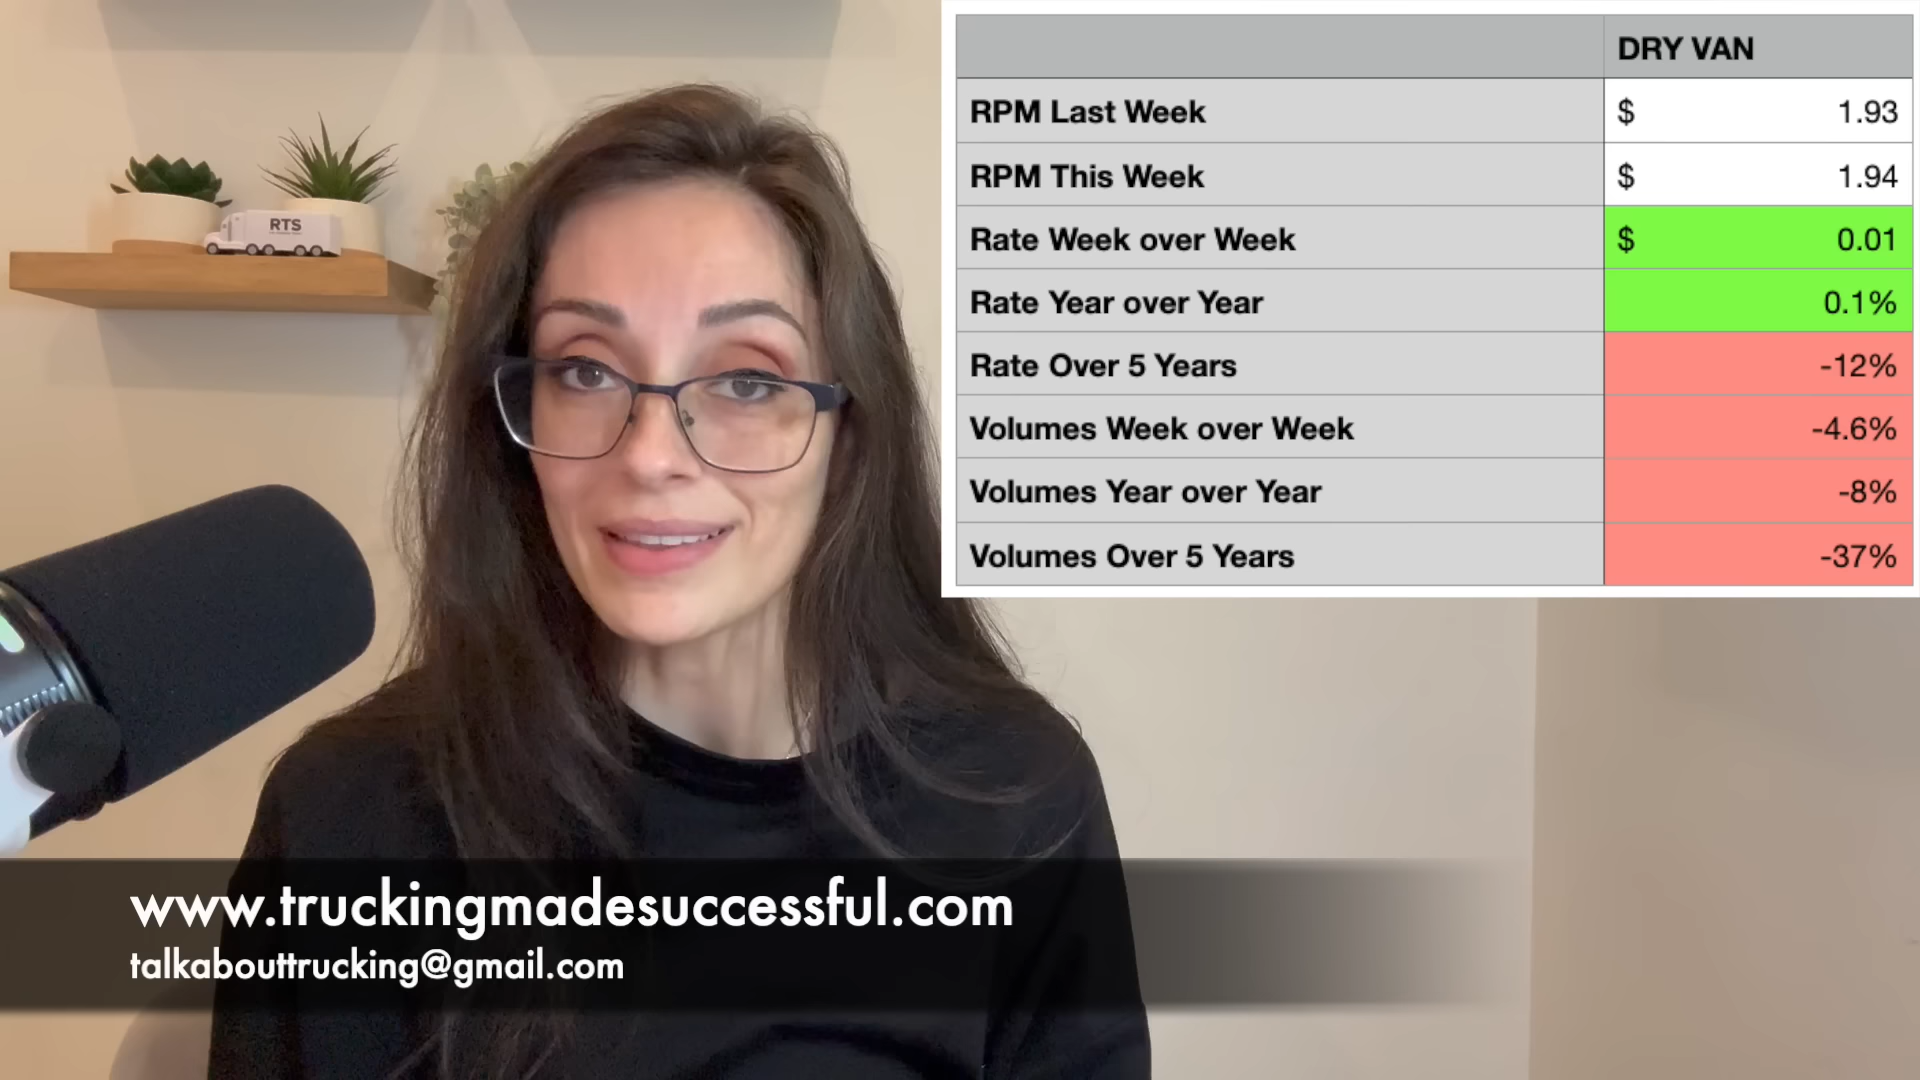 DRY VAN
RPM Last Week $ 1.93
RPM This Week $ 1.94
Rate Week over Week $ 0.01
Rate Year over Year 0.1%
Rate Over 5 Years -12%
Volumes Week over Week -4.6%
Volumes Year over Year -8%
Volumes Over 5 Years -37%
RTS
www.truckingmadesuccessful.com
talkabouttrucking@gmail.com